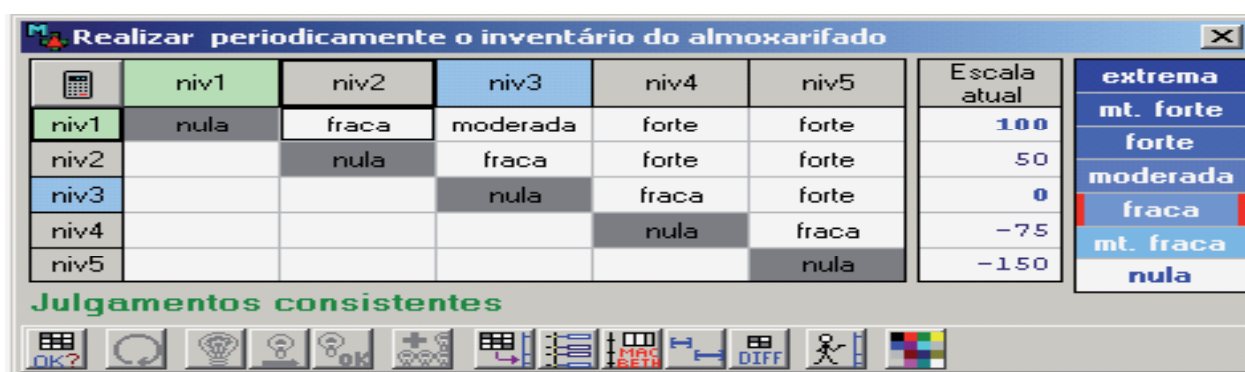 Realizar periodicamente o inventário do almoxarifado
niv1 niv2 niv3 niv4 niv5 Escala atual
niv1 nula fraca moderada forte forte 100
niv2 nula fraca forte forte 50
niv3 nula fraca forte 0
niv4 nula fraca -75
niv5 nula -150
extrema
mt. forte
forte
moderada
fraca
mt. fraca
nula
Julgamentos consistentes
OK? OK MAC BETH DIFF